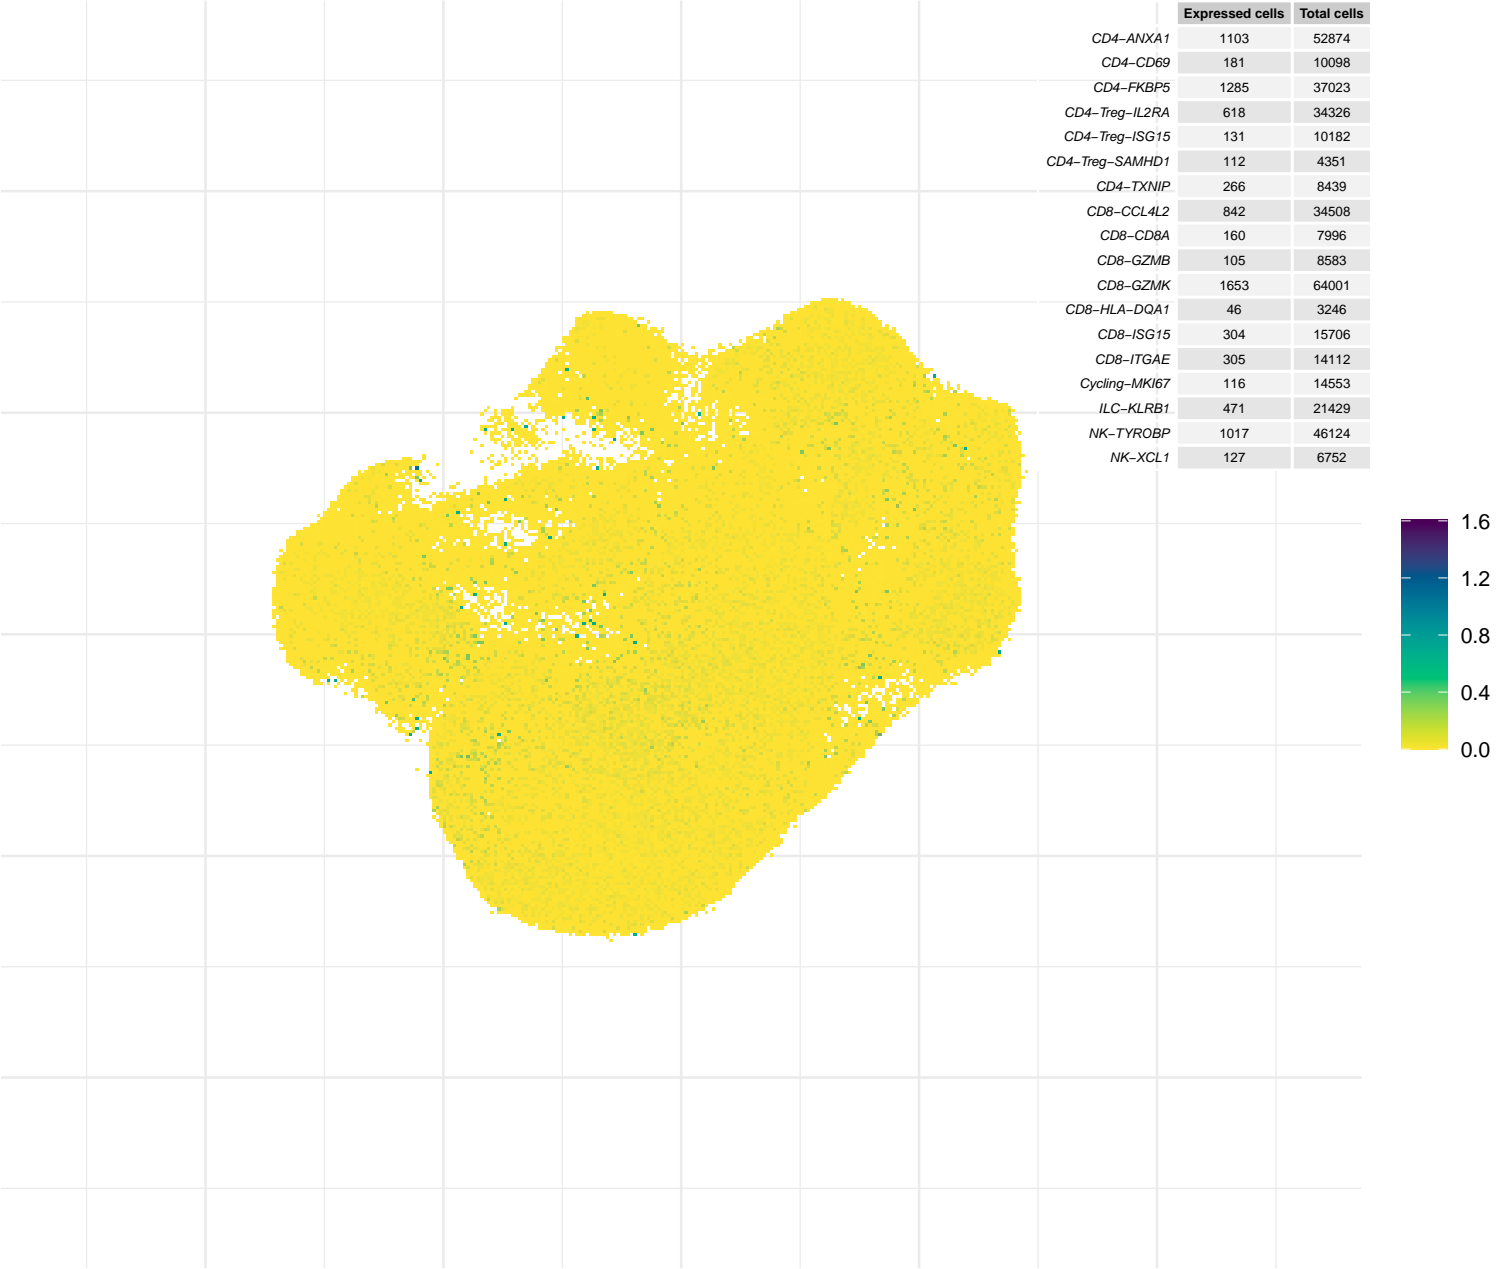 Expressed cells Total cells
CD4−ANXA1 1103 52874
CD4−CD69 181 10098
CD4−FKBP5 1285 37023
CD4−Treg−IL2RA 618 34326
CD4−Treg−ISG15 131 10182
CD4−Treg−SAMHD1 112 4351
CD4−TXNIP 266 8439
CD8−CCL4L2 842 34508
CD8−CD8A 160 7996
CD8−GZMB 105 8583
CD8−GZMK 1653 64001
CD8−HLA−DQA1 46 3246
CD8−ISG15 304 15706
CD8−ITGAE 305 14112
Cycling−MKI67 116 14553
ILC−KLRB1 471 21429
NK−TYROBP 1017 46124
NK−XCL1 127 6752
1.6
1.2
0.8
0.4
0.0